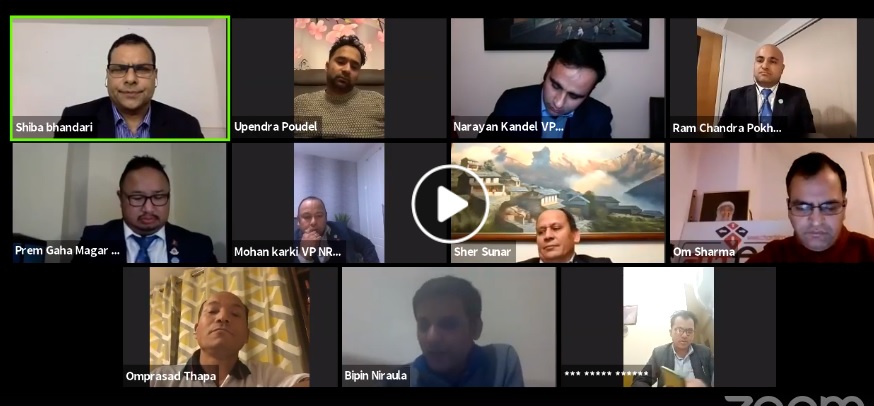 Shiba bhandari
Upendra Poudel
Narayan Kandel VP...
Ram Chandra Pokh...
Prem Gaha Magar ...
Mohan karki VP NR...
Sher Sunar
Om Sharma
Omprasad Thapa
Bipin Niraula
*** ***** ******
zoom